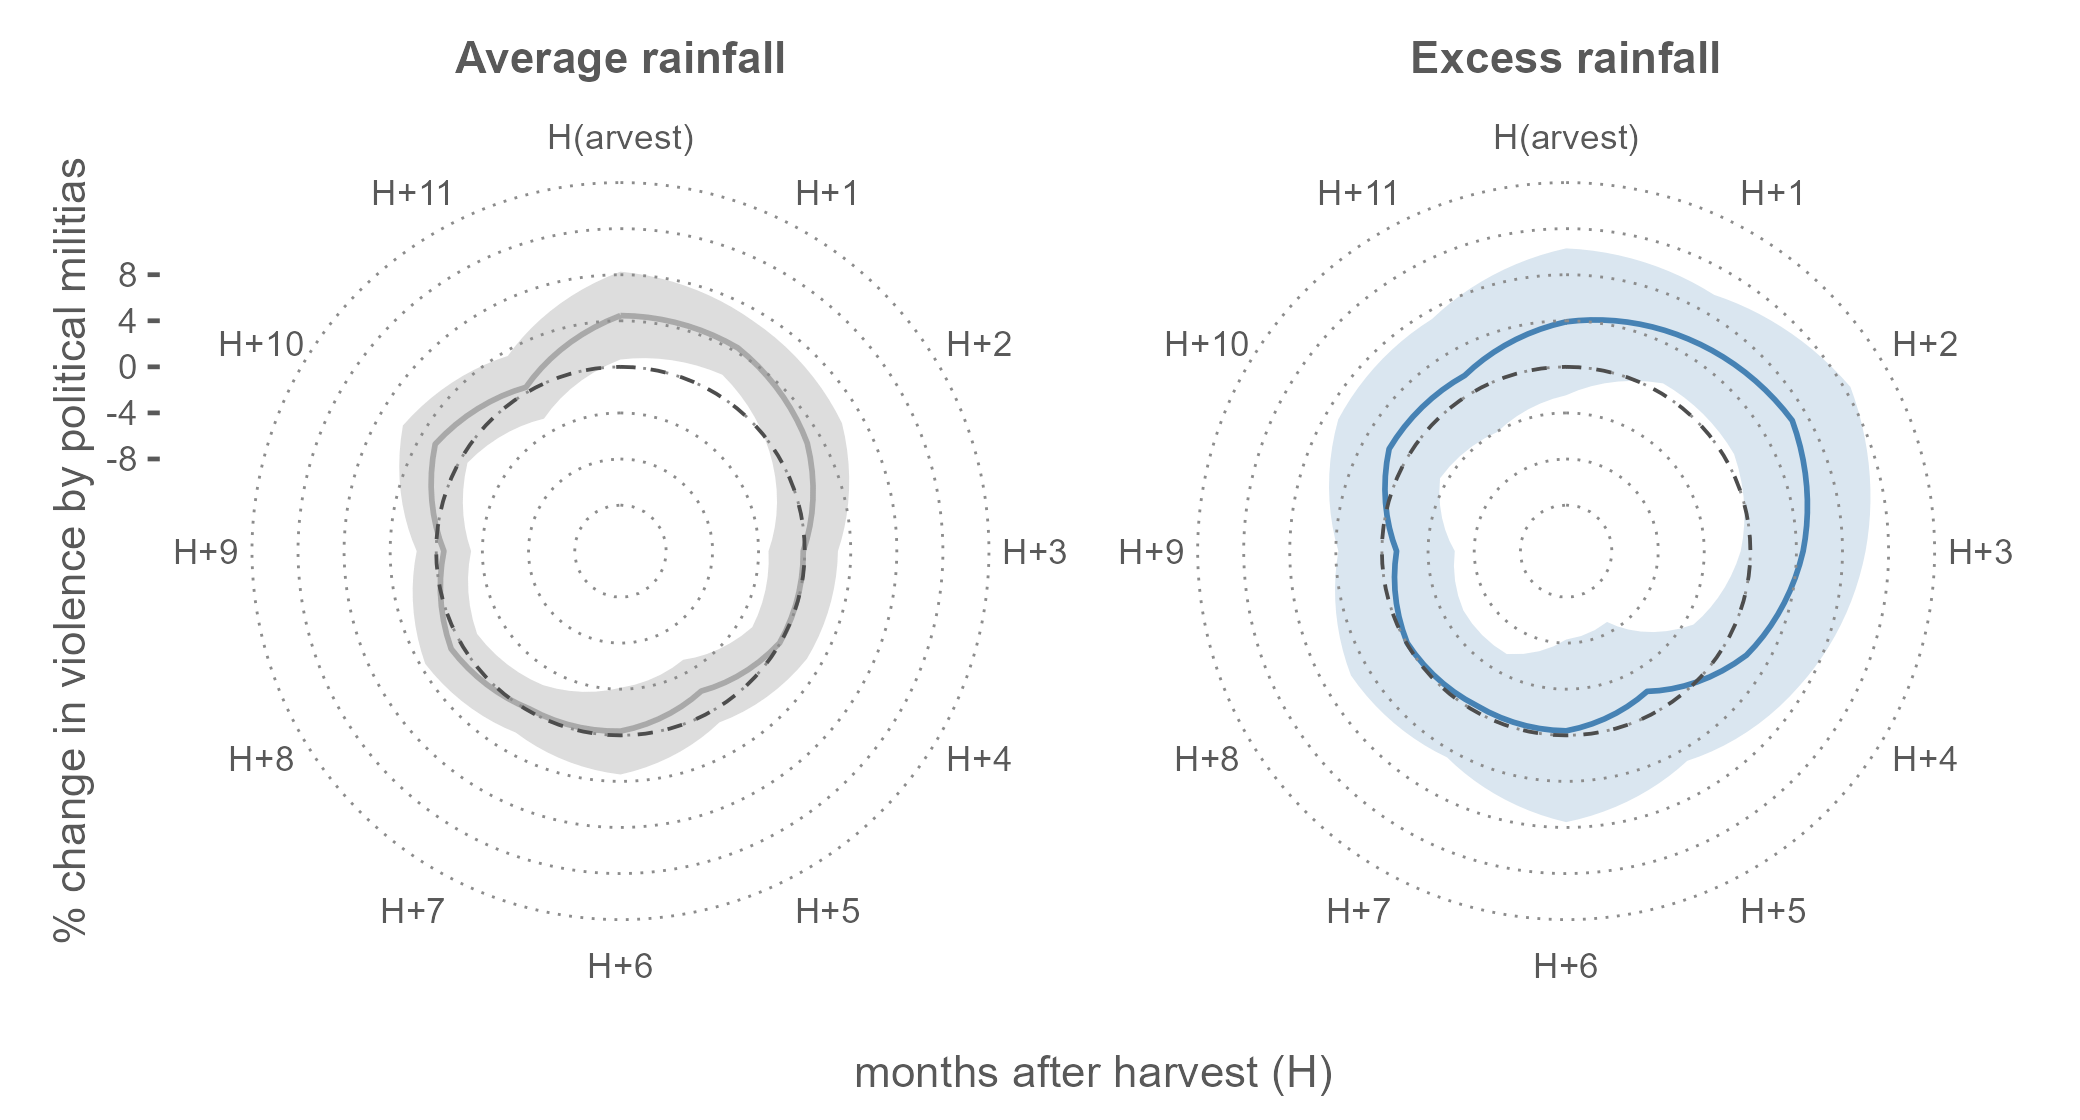 Average rainfall
Excess rainfall
% change in violence by political militias
8
4
0
-4
-8
H(arvest)
H+1
H+2
H+3
H+4
H+5
H+6
H+7
H+8
H+9
H+10
H+11
H(arvest)
H+1
H+2
H+3
H+4
H+5
H+6
H+7
H+8
H+9
H+10
H+11
months after harvest (H)